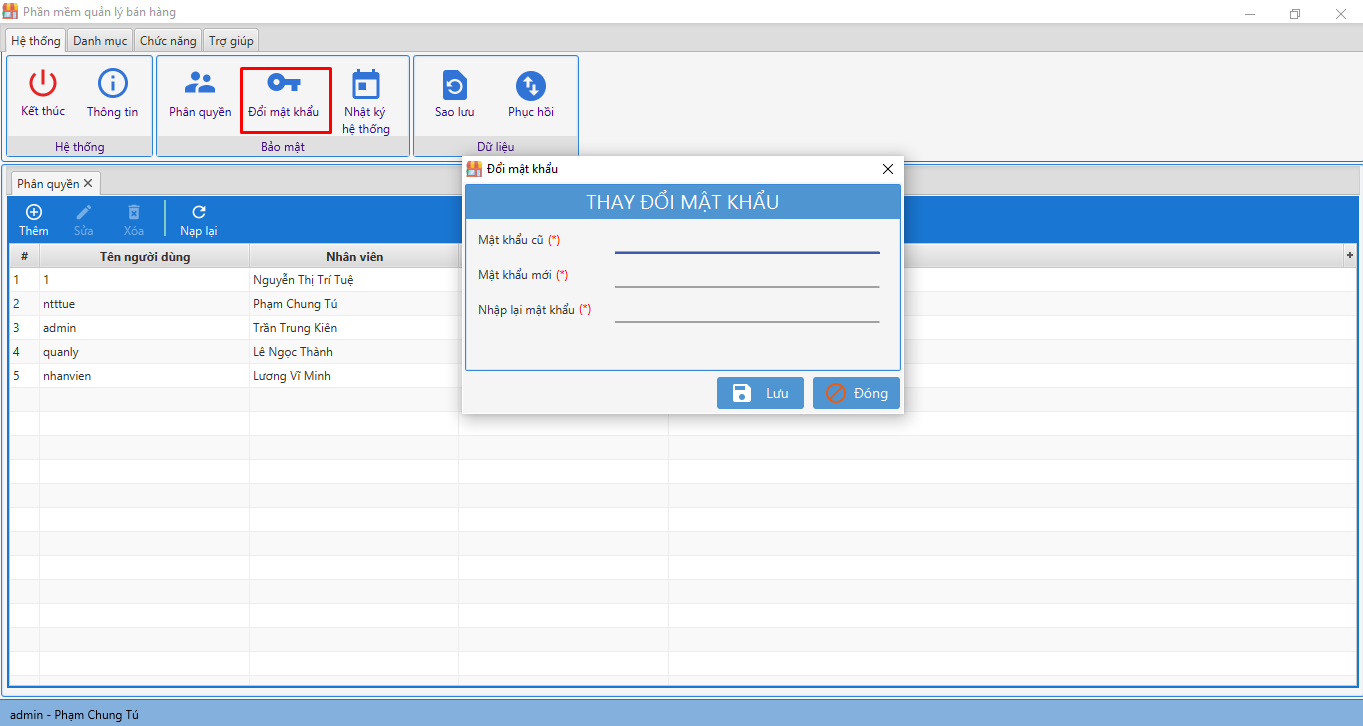 Phần mềm quản lý bán hàng
Hệ thống Danh mục Chức năng Trợ giúp
Kết thúc Thông tin Phân quyền Đổi mật khẩu Nhật ký hệ thống Sao lưu Phục hồi
Hệ thống Bảo mật Dữ liệu
Phân quyền
Thêm Sửa Xóa Nạp lại
# Tên người dùng Nhân viên +
1 1 Nguyễn Thị Trí Tuệ
2 ntttue Phạm Chung Tú
3 admin Trần Trung Kiên
4 quanly Lê Ngọc Thành
5 nhanvien Lương Vĩ Minh
Đổi mật khẩu
THAY ĐỔI MẬT KHẨU
Mật khẩu cũ (*)
Mật khẩu mới (*)
Nhập lại mật khẩu (*)
Lưu Đóng
admin - Phạm Chung Tú